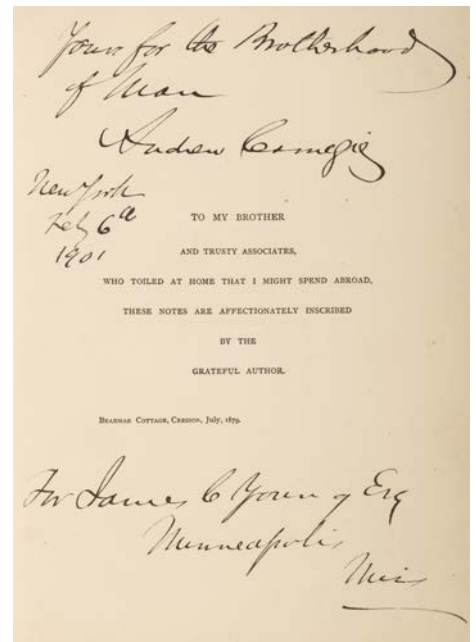 Yours for the Brotherhood
of Man
Andrew Carnegie
New York
Feby 6th
1901
TO MY BROTHER
AND TRUSTY ASSOCIATES,
WHO TOILED AT HOME THAT I MIGHT SPEND ABROAD,
THESE NOTES ARE AFFECTIONATELY INSCRIBED
BY THE
GRATEFUL AUTHOR.
BRAEMAR COTTAGE, CRESSON, July, 1879.
For James C Young Esq
Minneapolis